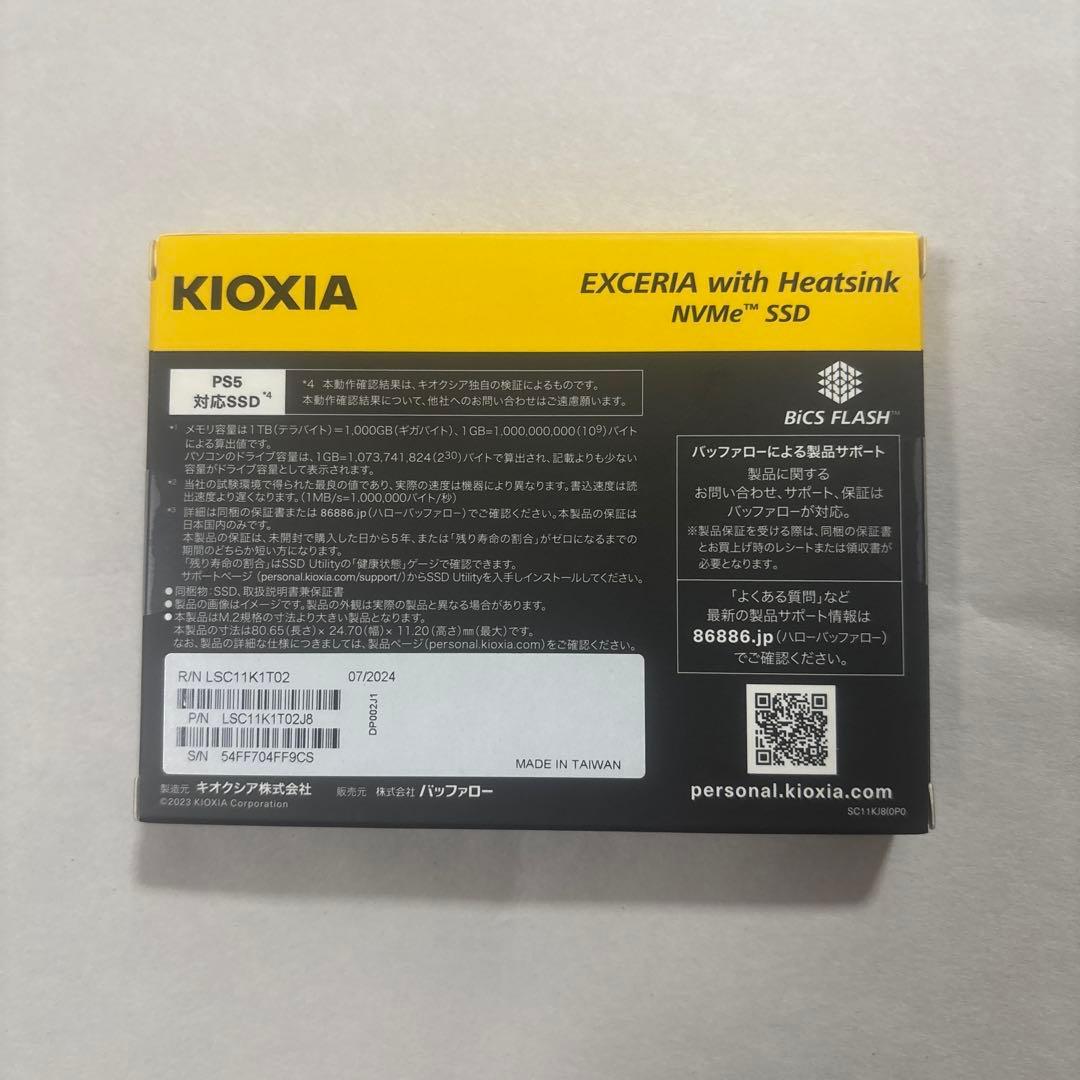 KIOXIA
EXCERIA with Heatsink
NVMe™ SSD
PS5
対応SSD*4
*4 本動作確認結果は、キオクシア独自の検証によるものです。
本動作確認結果について、他社へのお問い合わせはご遠慮願います。
BiCS FLASH™
*1 メモリ容量は1TB(テラバイト)=1,000GB(ギガバイト)、1GB=1,000,000,000(10⁹)バイト
による算出値です。
パソコンのドライブ容量は、1GB=1,073,741,824(2³⁰)バイトで算出され、記載よりも少ない
容量がドライブ容量として表示されます。
*2 当社の試験環境で得られた最良の値であり、実際の速度は機器により異なります。書込速度は読
出速度より遅くなります。(1MB/s=1,000,000バイト/秒)
*3 詳細は同梱の保証書または 86886.jp(ハローバッファロー)でご確認ください。本製品の保証は
日本国内のみです。
本製品の保証は、未開封で購入した日から5年、または「残り寿命の割合」がゼロになるまでの
期間のどちらか短い方になります。
「残り寿命の割合」はSSD Utilityの「健康状態」ゲージで確認できます。
サポートページ (personal.kioxia.com/support/)からSSD Utilityを入手しインストールしてください。
●同梱物:SSD、取扱説明書兼保証書
●製品の画像はイメージです。製品の外観は実際の製品と異なる場合があります。
●本製品はM.2規格の寸法より大きい製品となります。
本製品の寸法は80.65(長さ)× 24.70(幅)× 11.20(高さ)㎜(最大)です。
なお、製品の詳細な仕様につきましては、製品ページ(personal.kioxia.com)をご確認ください。
バッファローによる製品サポート
製品に関する
お問い合わせ、サポート、保証は
バッファローが対応。
※製品保証を受ける際は、同梱の保証書
とお買上げ時のレシートまたは領収書が
必要となります。
「よくある質問」など
最新の製品サポート情報は
86886.jp(ハローバッファロー)
でご確認ください。
R/N LSC11K1T02 07/2024
P/N LSC11K1T02J8
S/N 54FF704FF9CS
DP002J1
MADE IN TAIWAN
製造元 キオクシア株式会社 販売元 株式会社 バッファロー
©2023 KIOXIA Corporation
personal.kioxia.com
SC11KJ8(0P0